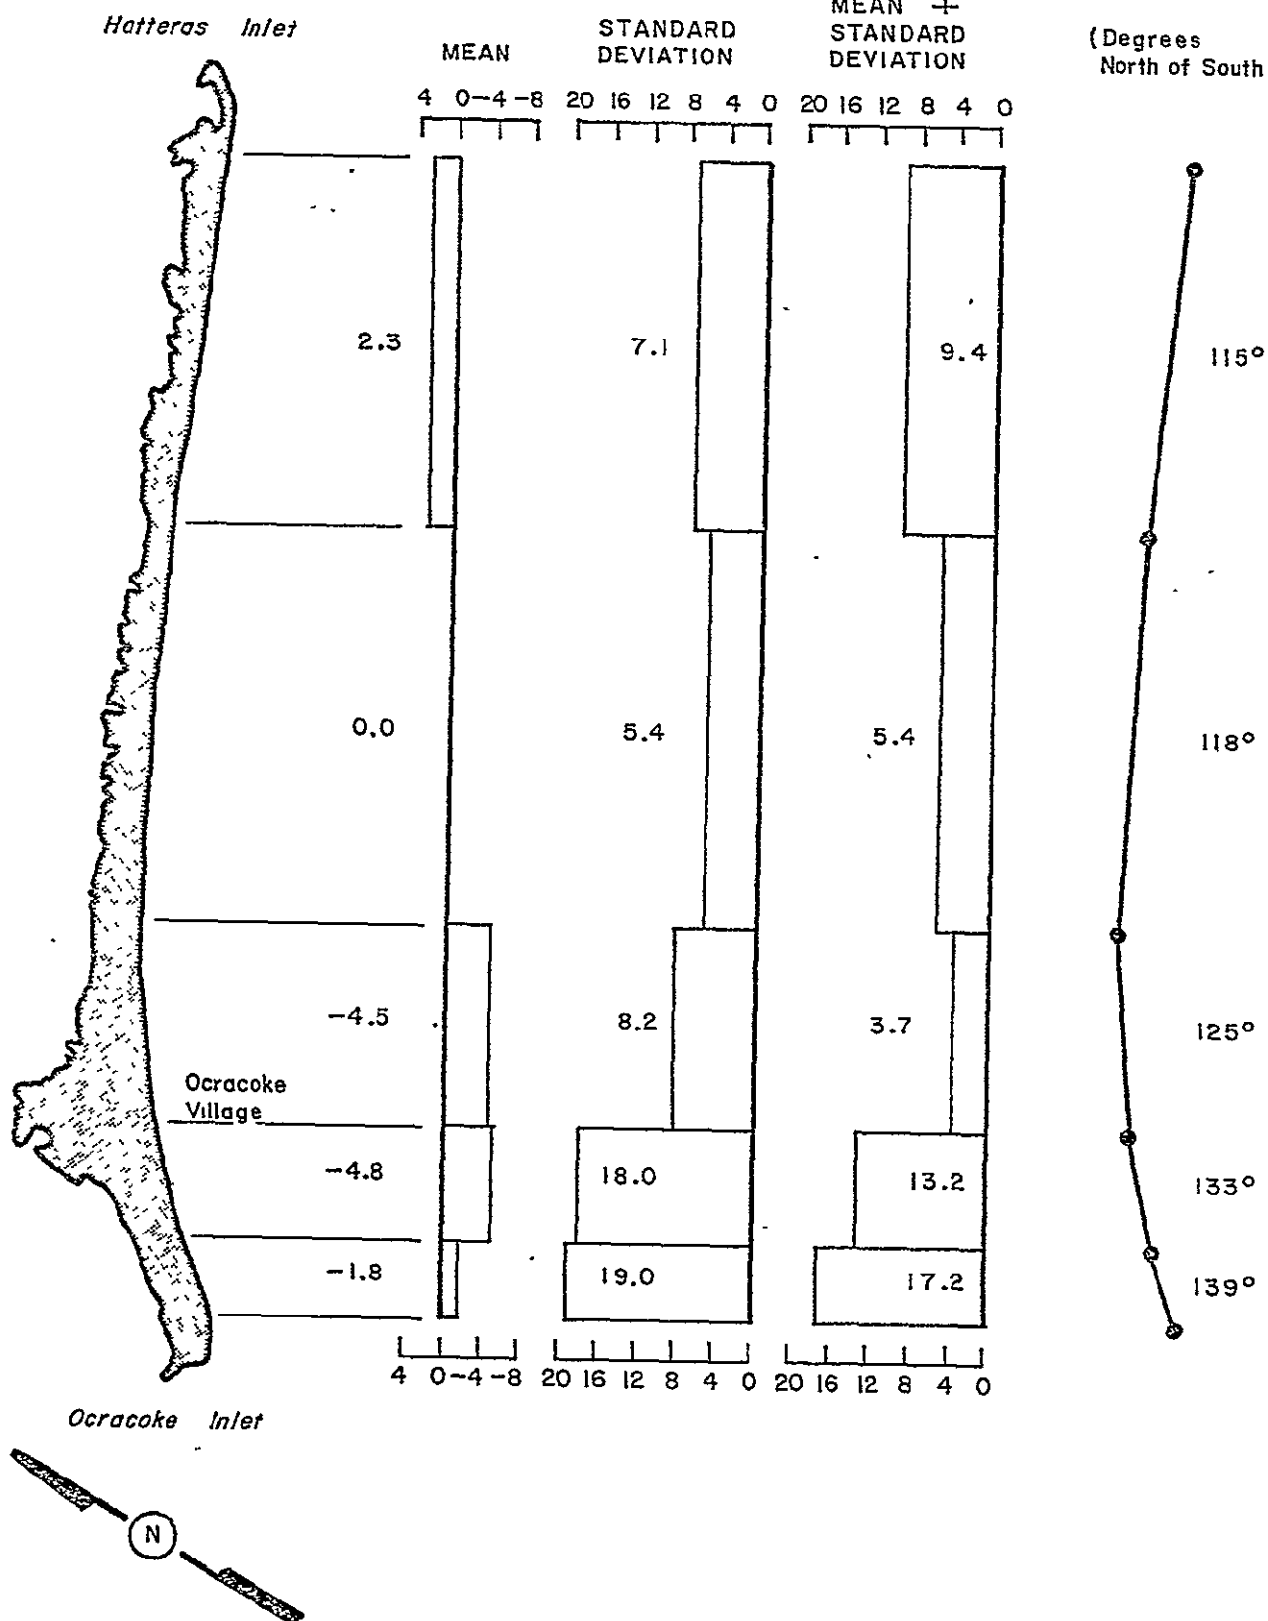 Hatteras Inlet
MEAN
STANDARD
DEVIATION
MEAN +
STANDARD
DEVIATION
(Degrees
North of South
4 0 -4 -8
20 16 12 8 4 0
20 16 12 8 4 0
2.3
7.1
9.4
115°
0.0
5.4
5.4
118°
-4.5
8.2
3.7
125°
Ocracoke
Village
-4.8
18.0
13.2
133°
-1.8
19.0
17.2
139°
4 0 -4 -8
20 16 12 8 4 0
20 16 12 8 4 0
Ocracoke Inlet
N